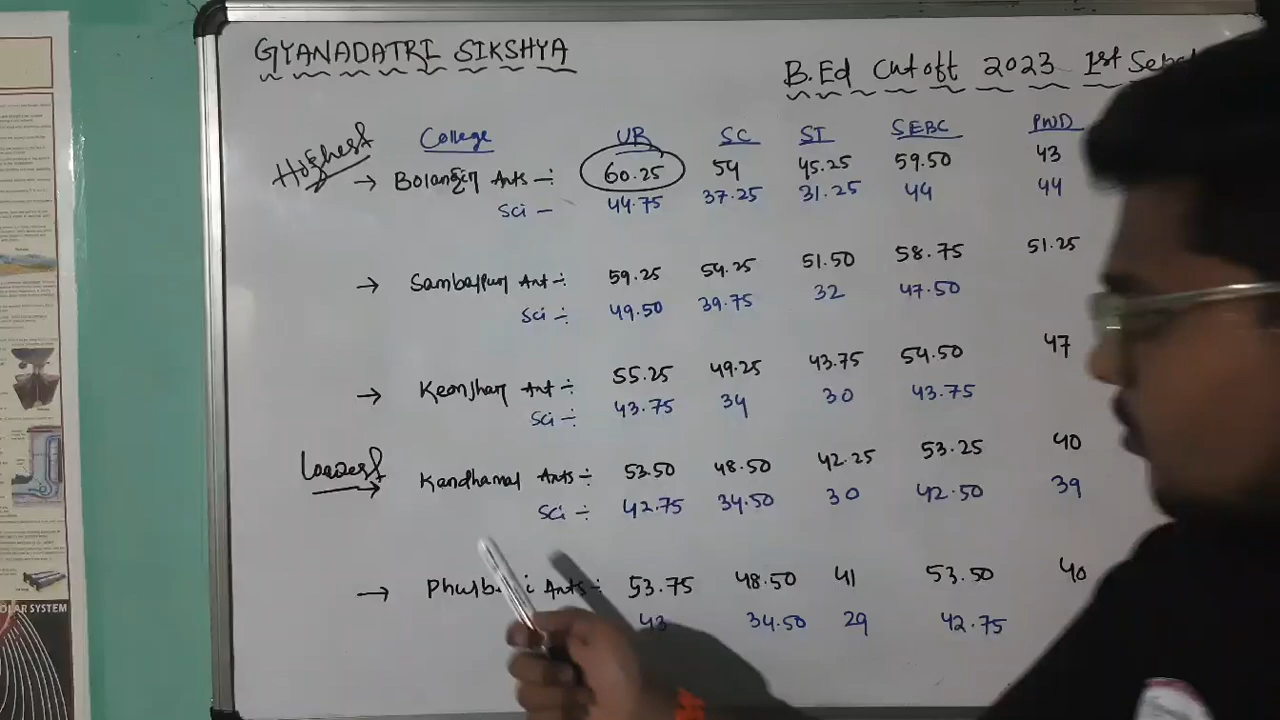 GYANADATRI SIKSHYA
B.Ed Cutoff 2023 1st
Highest
College UR SC ST SEBC PWD
→ Bolangir Arts ÷ 60.25 54 45.25 59.50 43
Sci - 44.75 37.25 31.25 44 44
→ Sambalpur Art ÷ 59.25 54.25 51.50 58.75 51.25
Sci ÷ 49.50 39.75 32 47.50
→ Keonjhar Art ÷ 55.25 49.25 43.75 54.50 47
Sci ÷ 43.75 34 30 43.75
Lowest
→ Kandhamal Arts ÷ 53.50 48.50 42.25 53.25 40
Sci ÷ 42.75 34.50 30 42.50 39
→ Arts ÷ 53.75 48.50 41 53.50 40
43 34.50 29 42.75
OLAR SYSTEM